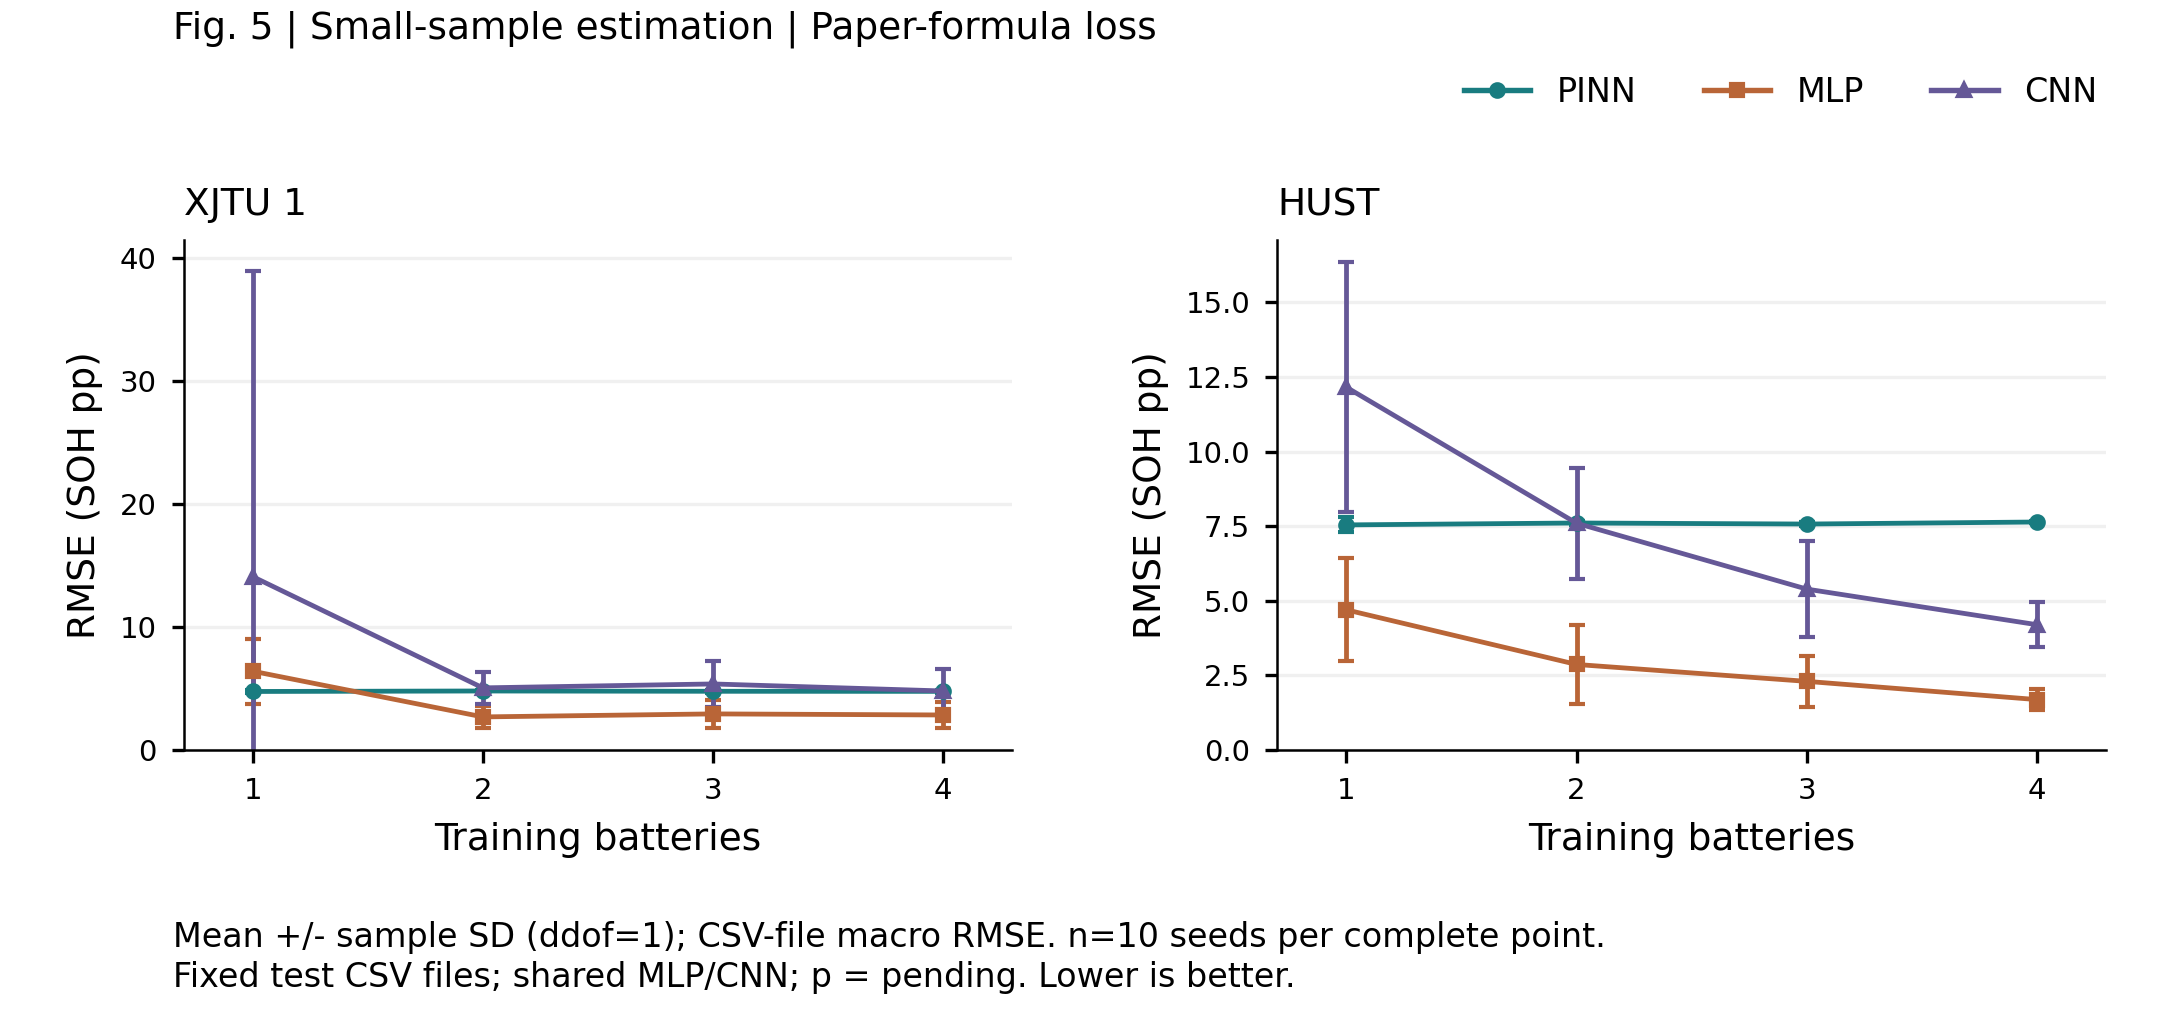 Fig. 5 | Small-sample estimation | Paper-formula loss
PINN MLP CNN
XJTU 1
RMSE (SOH pp)
40
30
20
10
0
1 2 3 4
Training batteries
HUST
RMSE (SOH pp)
15.0
12.5
10.0
7.5
5.0
2.5
0.0
1 2 3 4
Training batteries
Mean +/- sample SD (ddof=1); CSV-file macro RMSE. n=10 seeds per complete point.
Fixed test CSV files; shared MLP/CNN; p = pending. Lower is better.